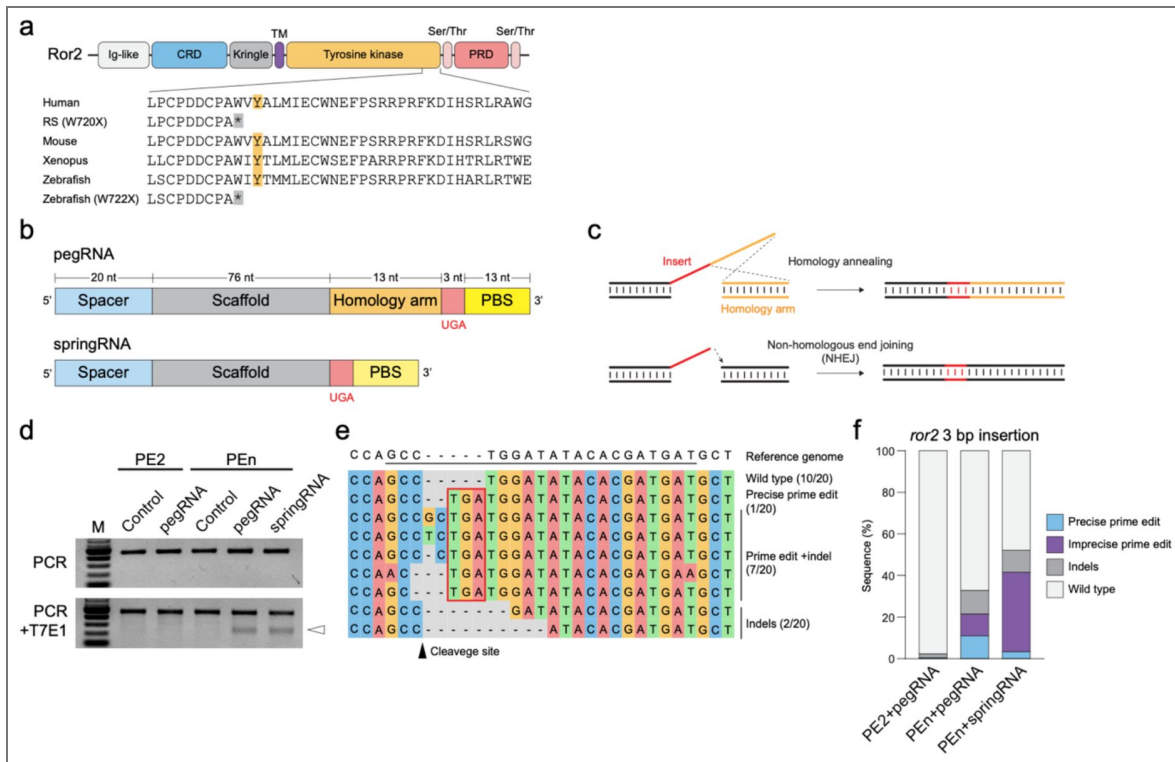 a
Ror2
Ig-like
CRD
Kringle
TM
Tyrosine kinase
Ser/Thr
PRD
Ser/Thr
Human LPCPDDCPAWVYALMIECWNEFPSRRPRFKDIHSRLRAWG
RS (W720X) LPCPDDCPA*
Mouse LPCPDDCPAWVYALMIECWNEFPSRRPRFKDIHSRLRSWG
Xenopus LLCPDDCPAWIYTLMLECWSEFPARRPRFKDIHTRLRTWE
Zebrafish LSCPDDCPAWIYTMMLECWNEFPSRRPRFKDIHARLRTWE
Zebrafish (W722X) LSCPDDCPA*
b
pegRNA
20 nt 76 nt 13 nt 3 nt 13 nt
5' Spacer Scaffold Homology arm PBS 3'
UGA
springRNA
5' Spacer Scaffold PBS 3'
UGA
c
Insert
Homology arm
Homology annealing
Non-homologous end joining
(NHEJ)
d
PE2 PEn
M Control pegRNA Control pegRNA springRNA
PCR
PCR
+T7E1
e
C C A G C C - - - - - T G G A T A T A C A C G A T G A T G C T Reference genome
C C A G C C - - - - - T G G A T A T A C A C G A T G A T G C T Wild type (10/20)
C C A G C C - - T G A T G G A T A T A C A C G A T G A T G C T Precise prime edit
(1/20)
C C A G C C G C T G A T G G A T A T A C A C G A T G A T G C T
C C A G C C T C T G A T G G A T A T A C A C G A T G A T G C T
C C A G C C - C T G A T G G A T A T A C A C G A T G A T G C T
Prime edit +indel
(7/20)
C C A A C - - - T G A T G G A T A T A C A C G A T G A A G C T
C C A G C - - - T G A T G G A T A T A C A C G A T G A T G C T
C C A G C C - - - - - - - G A T A T A C A C G A T G A T G C T
Indels (2/20)
C C A G C C - - - - - - - - - - A T A C A C G A T G A T G C T
Cleavege site
f
ror2 3 bp insertion
Sequence (%)
100
80
60
40
20
0
PE2+pegRNA
PEn+pegRNA
PEn+springRNA
Precise prime edit
Imprecise prime edit
Indels
Wild type